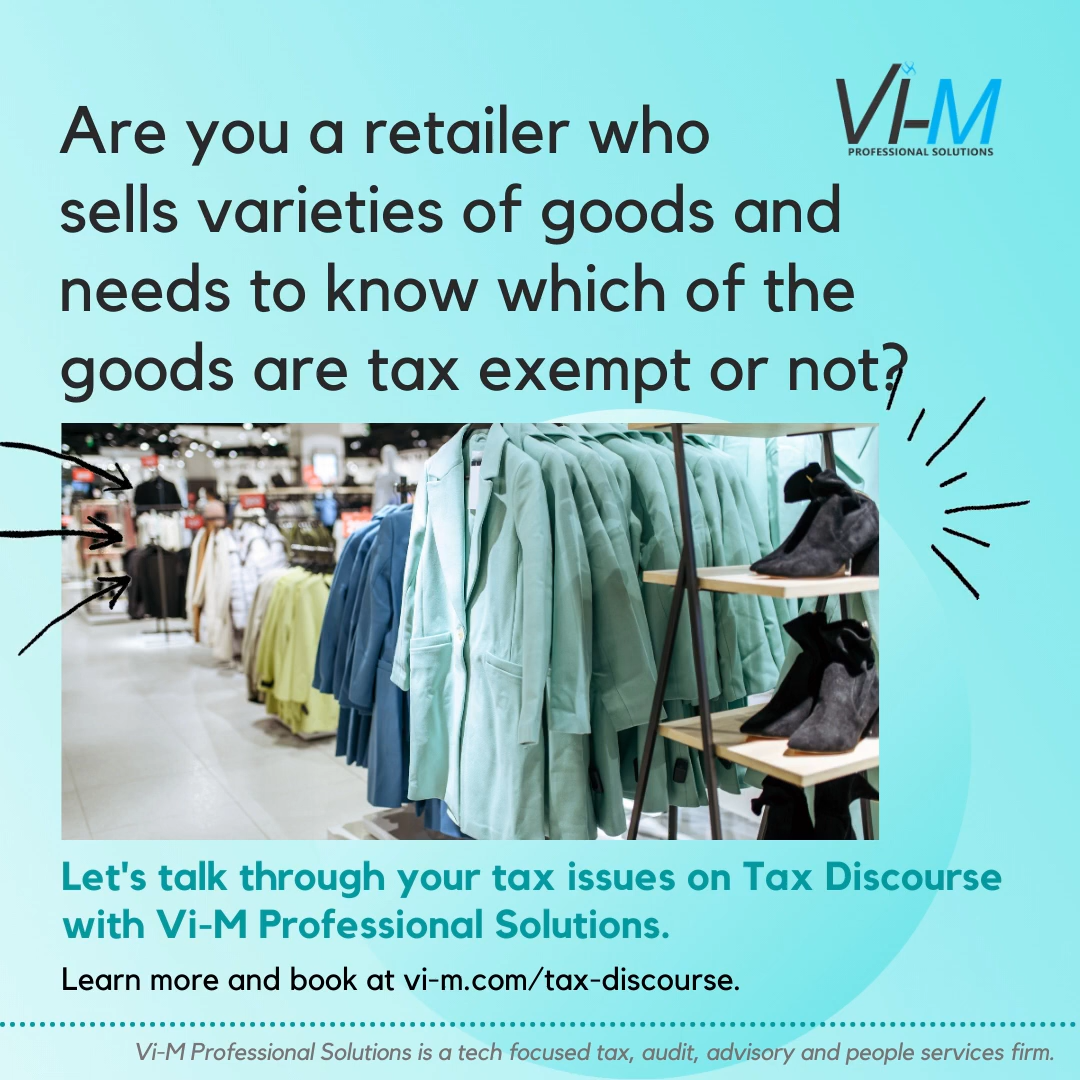 Vi-M
PROFESSIONAL SOLUTIONS
Are you a retailer who
sells varieties of goods and
needs to know which of the
goods are tax exempt or not?
Let's talk through your tax issues on Tax Discourse
with Vi-M Professional Solutions.
Learn more and book at vi-m.com/tax-discourse.
Vi-M Professional Solutions is a tech focused tax, audit, advisory and people services firm.